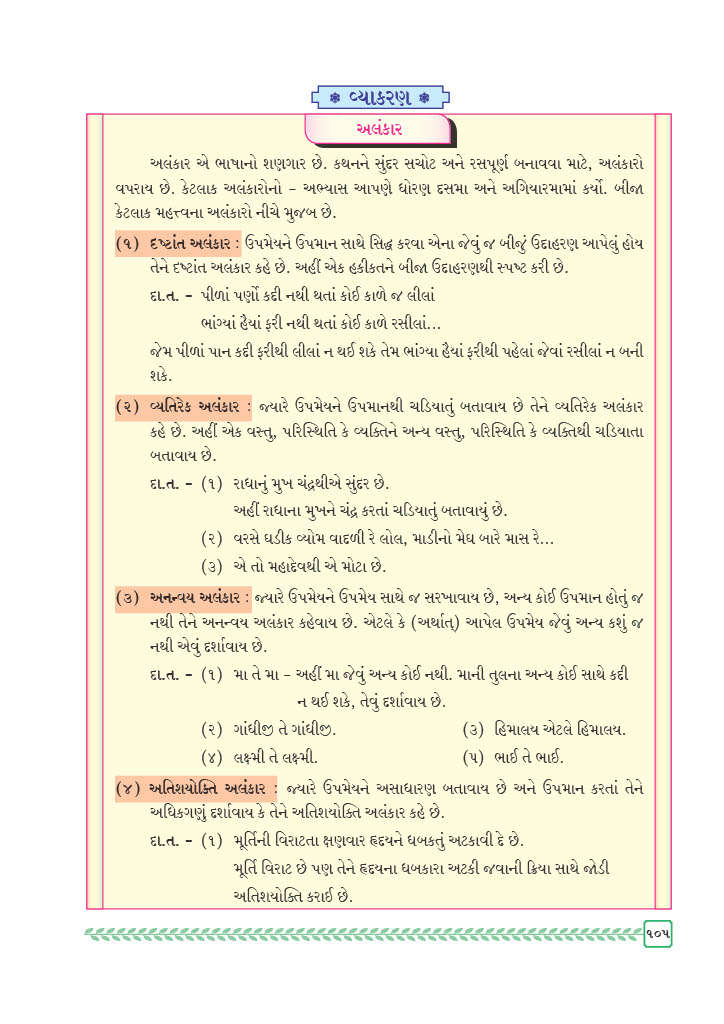 ❉ વ્યાકરણ ❉
અલંકાર
અલંકાર એ ભાષાનો શણગાર છે. કથનને સુંદર સચોટ અને રસપૂર્ણ બનાવવા માટે, અલંકારો
વપરાય છે. કેટલાક અલંકારોનો – અભ્યાસ આપણે ધોરણ દસમા અને અગિયારમામાં કર્યો. બીજા
કેટલાક મહત્ત્વના અલંકારો નીચે મુજબ છે.
(૧) દૃષ્ટાંત અલંકાર : ઉપમેયને ઉપમાન સાથે સિદ્ધ કરવા એના જેવું જ બીજું ઉદાહરણ આપેલું હોય
તેને દૃષ્ટાંત અલંકાર કહે છે. અહીં એક હકીકતને બીજા ઉદાહરણથી સ્પષ્ટ કરી છે.
દા.ત. – પીળાં પર્ણો કદી નથી થતાં કોઈ કાળે જ લીલાં
ભાંગ્યાં હૈયાં ફરી નથી થતાં કોઈ કાળે રસીલાં...
જેમ પીળાં પાન કદી ફરીથી લીલાં ન થઈ શકે તેમ ભાંગ્યા હૈયાં ફરીથી પહેલાં જેવાં રસીલાં ન બની
શકે.
(૨) વ્યતિરેક અલંકાર : જ્યારે ઉપમેયને ઉપમાનથી ચડિયાતું બતાવાય છે તેને વ્યતિરેક અલંકાર
કહે છે. અહીં એક વસ્તુ, પરિસ્થિતિ કે વ્યક્તિને અન્ય વસ્તુ, પરિસ્થિતિ કે વ્યક્તિથી ચડિયાતા
બતાવાય છે.
દા.ત. – (૧) રાધાનું મુખ ચંદ્રથીએ સુંદર છે.
અહીં રાધાના મુખને ચંદ્ર કરતાં ચડિયાતું બતાવાયું છે.
(૨) વરસે ઘડીક વ્યોમ વાદળી રે લોલ, માડીનો મેઘ બારે માસ રે...
(૩) એ તો મહાદેવથી એ મોટા છે.
(૩) અનન્વય અલંકાર : જ્યારે ઉપમેયને ઉપમેય સાથે જ સરખાવાય છે, અન્ય કોઈ ઉપમાન હોતું જ
નથી તેને અનન્વય અલંકાર કહેવાય છે. એટલે કે (અર્થાત્) આપેલ ઉપમેય જેવું અન્ય કશું જ
નથી એવું દર્શાવાય છે.
દા.ત. – (૧) મા તે મા – અહીં મા જેવું અન્ય કોઈ નથી. માની તુલના અન્ય કોઈ સાથે કદી
ન થઈ શકે, તેવું દર્શાવાય છે.
(૨) ગાંધીજી તે ગાંધીજી. (૩) હિમાલય એટલે હિમાલય.
(૪) લક્ષ્મી તે લક્ષ્મી. (૫) ભાઈ તે ભાઈ.
(૪) અતિશયોક્તિ અલંકાર : જ્યારે ઉપમેયને અસાધારણ બતાવાય છે અને ઉપમાન કરતાં તેને
અધિકગણું દર્શાવાય કે તેને અતિશયોક્તિ અલંકાર કહે છે.
દા.ત. – (૧) મૂર્તિની વિરાટતા ક્ષણવાર હૃદયને ધબકતું અટકાવી દે છે.
મૂર્તિ વિરાટ છે પણ તેને હૃદયના ધબકારા અટકી જવાની ક્રિયા સાથે જોડી
અતિશયોક્તિ કરાઈ છે.
૧૦૫